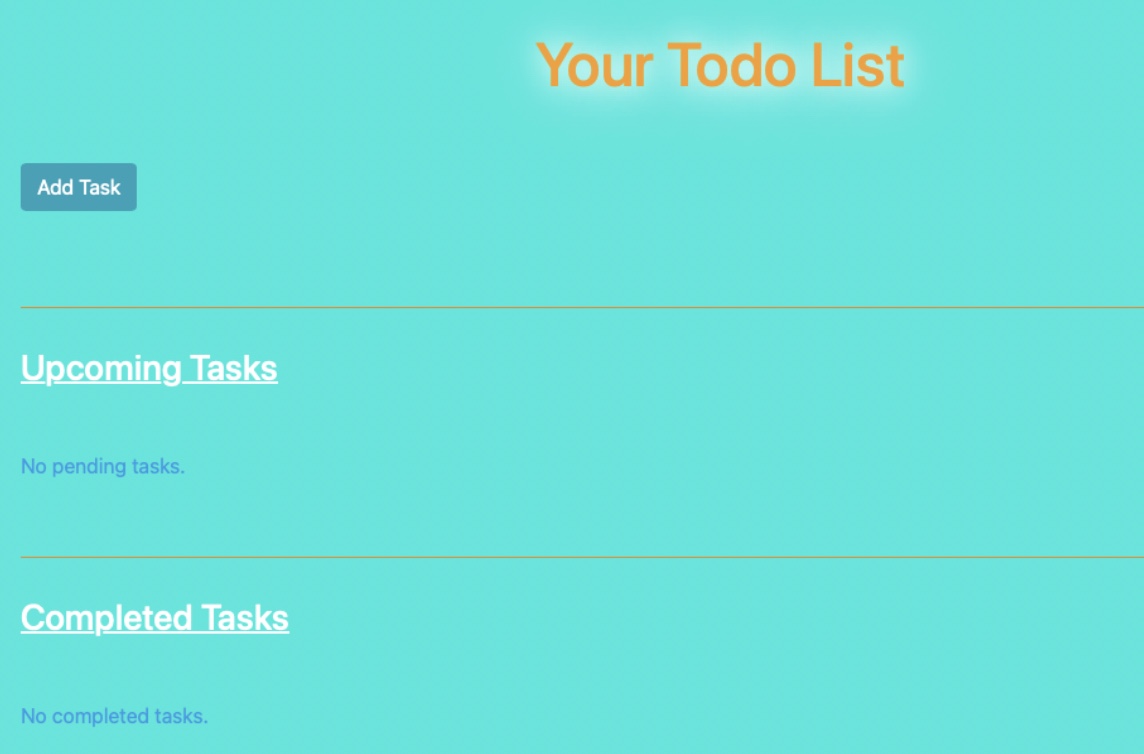 Your Todo List
Add Task
Upcoming Tasks
No pending tasks.
Completed Tasks
No completed tasks.